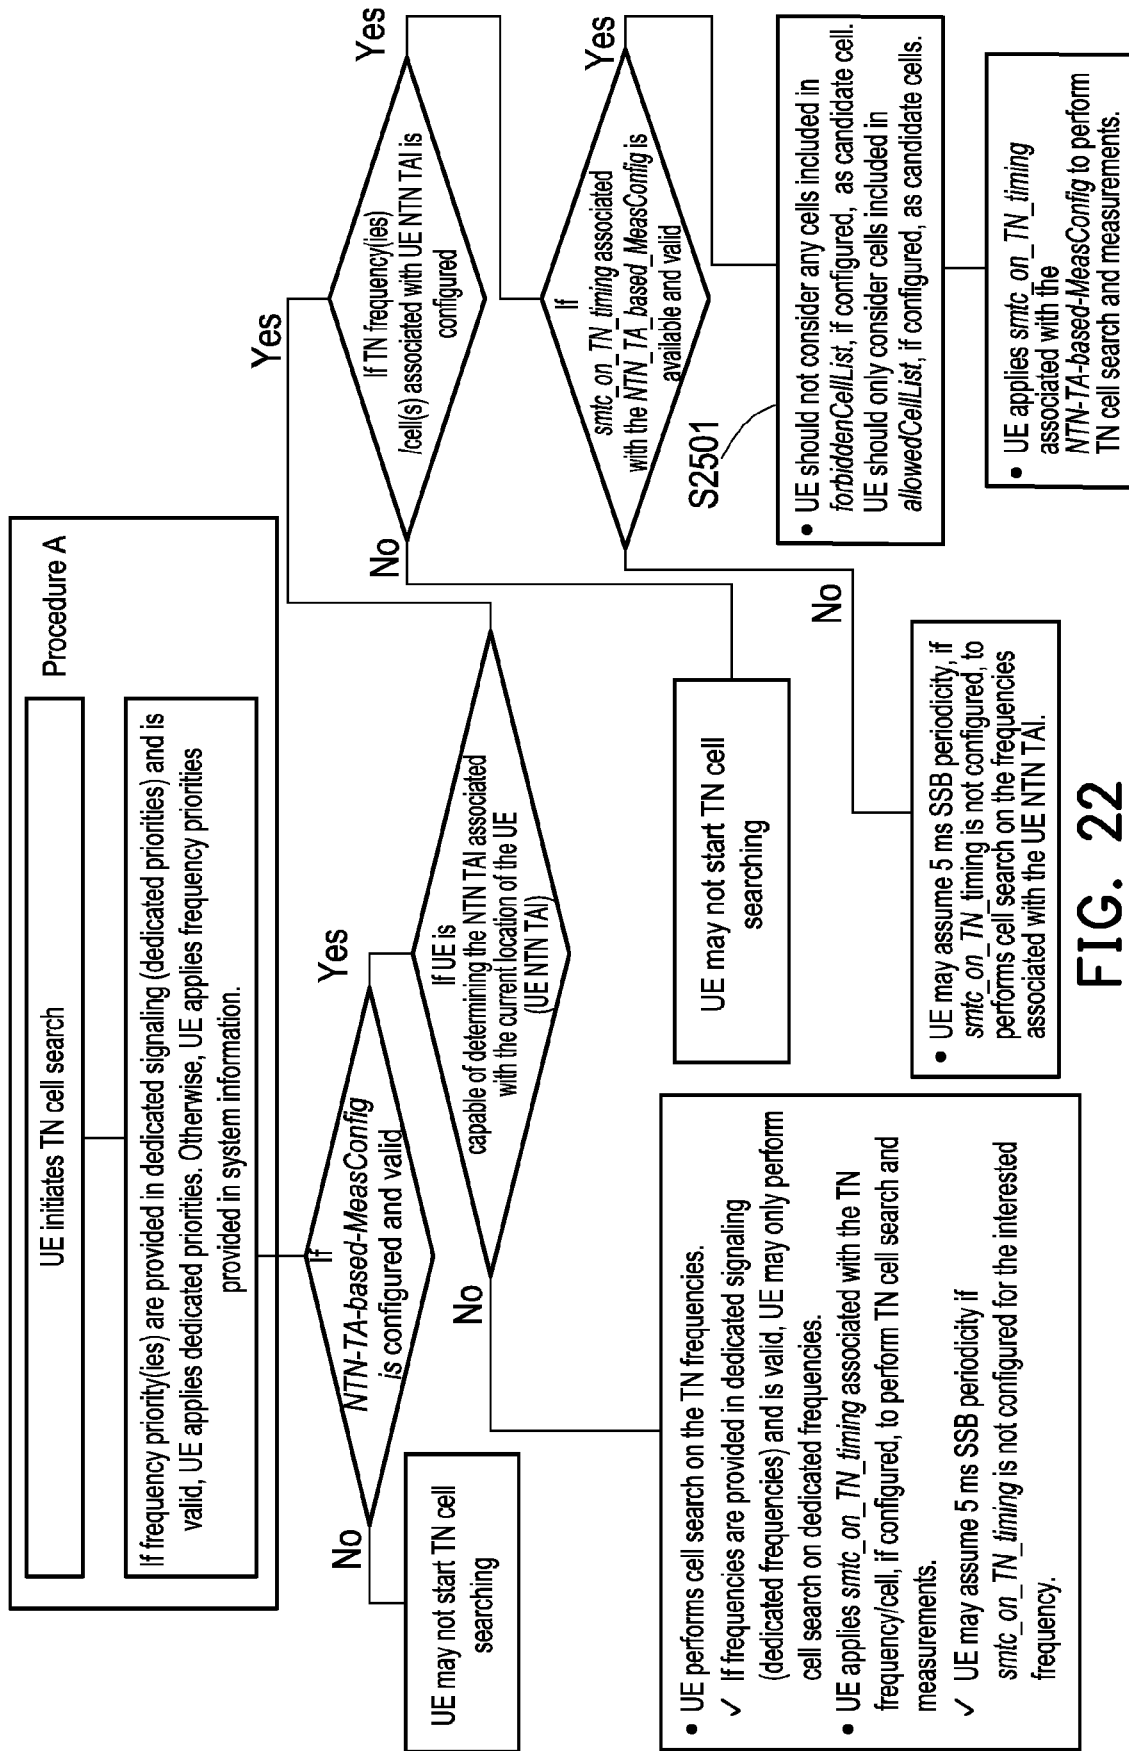 Procedure A
UE initiates TN cell search
If frequency priority(ies) are provided in dedicated signaling (dedicated priorities) and is
valid, UE applies dedicated priorities. Otherwise, UE applies frequency priorities
provided in system information.
If
NTN-TA-based-MeasConfig
is configured and valid
No
Yes
UE may not start TN cell
searching
If UE is
capable of determining the NTN TAI associated
with the current location of the UE
(UE NTN TAI)
No
Yes
• UE performs cell search on the TN frequencies.
✓ If frequencies are provided in dedicated signaling
(dedicated frequencies) and is valid, UE may only perform
cell search on dedicated frequencies.
• UE applies smtc_on_TN_timing associated with the TN
frequency/cell, if configured, to perform TN cell search and
measurements.
✓ UE may assume 5 ms SSB periodicity if
smtc_on_TN_timing is not configured for the interested
frequency.
If TN frequency(ies)
/cell(s) associated with UE NTN TAI is
configured
No
Yes
UE may not start TN cell
searching
If
smtc_on_TN_timing associated
with the NTN_TA_based_MeasConfig is
available and valid
No
Yes
• UE may assume 5 ms SSB periodicity, if
smtc_on_TN_timing is not configured, to
performs cell search on the frequencies
associated with the UE NTN TAI.
S2501
• UE should not consider any cells included in
forbiddenCellList, if configured, as candidate cell.
UE should only consider cells included in
allowedCellList, if configured, as candidate cells.
• UE applies smtc_on_TN_timing
associated with the
NTN-TA-based-MeasConfig to perform
TN cell search and measurements.
FIG. 22